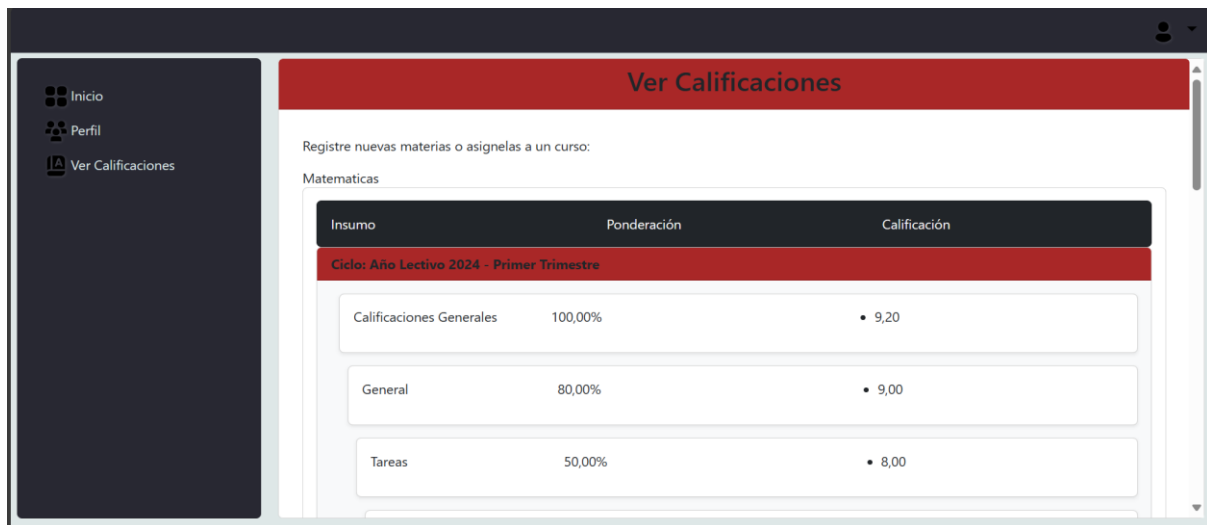 Inicio
Perfil
Ver Calificaciones
Ver Calificaciones
Registre nuevas materias o asignelas a un curso:
Matematicas
Insumo Ponderación Calificación
Ciclo: Año Lectivo 2024 - Primer Trimestre
Calificaciones Generales 100,00% • 9,20
General 80,00% • 9,00
Tareas 50,00% • 8,00